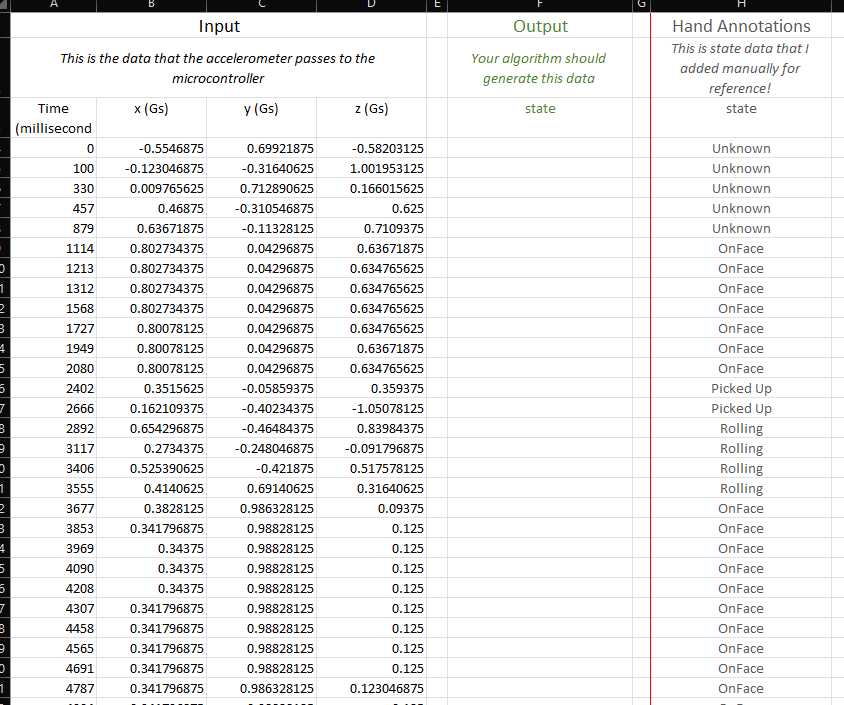 A B C D E F G H
Input Output Hand Annotations
This is the data that the accelerometer passes to the
microcontroller
Your algorithm should
generate this data
This is state data that I
added manually for
reference!
Time
(millisecond
x (Gs) y (Gs) z (Gs) state state
0 -0.5546875 0.69921875 -0.58203125 Unknown
100 -0.123046875 -0.31640625 1.001953125 Unknown
330 0.009765625 0.712890625 0.166015625 Unknown
457 0.46875 -0.310546875 0.625 Unknown
879 0.63671875 -0.11328125 0.7109375 Unknown
1114 0.802734375 0.04296875 0.63671875 OnFace
1213 0.802734375 0.04296875 0.634765625 OnFace
1312 0.802734375 0.04296875 0.634765625 OnFace
1568 0.802734375 0.04296875 0.634765625 OnFace
1727 0.80078125 0.04296875 0.634765625 OnFace
1949 0.80078125 0.04296875 0.63671875 OnFace
2080 0.80078125 0.04296875 0.634765625 OnFace
2402 0.3515625 -0.05859375 0.359375 Picked Up
2666 0.162109375 -0.40234375 -1.05078125 Picked Up
2892 0.654296875 -0.46484375 0.83984375 Rolling
3117 0.2734375 -0.248046875 -0.091796875 Rolling
3406 0.525390625 -0.421875 0.517578125 Rolling
3555 0.4140625 0.69140625 0.31640625 Rolling
3677 0.3828125 0.986328125 0.09375 OnFace
3853 0.341796875 0.98828125 0.125 OnFace
3969 0.34375 0.98828125 0.125 OnFace
4090 0.34375 0.98828125 0.125 OnFace
4208 0.34375 0.98828125 0.125 OnFace
4307 0.341796875 0.98828125 0.125 OnFace
4458 0.341796875 0.98828125 0.125 OnFace
4565 0.341796875 0.98828125 0.125 OnFace
4691 0.341796875 0.98828125 0.125 OnFace
4787 0.341796875 0.986328125 0.123046875 OnFace